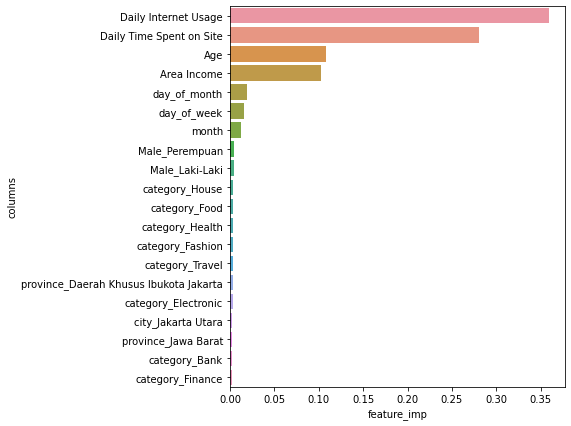 Daily Internet Usage
Daily Time Spent on Site
Age
Area Income
day_of_month
day_of_week
month
Male_Perempuan
Male_Laki-Laki
category_House
category_Food
category_Health
category_Fashion
category_Travel
province_Daerah Khusus Ibukota Jakarta
category_Electronic
city_Jakarta Utara
province_Jawa Barat
category_Bank
category_Finance
columns
0.00 0.05 0.10 0.15 0.20 0.25 0.30 0.35
feature_imp